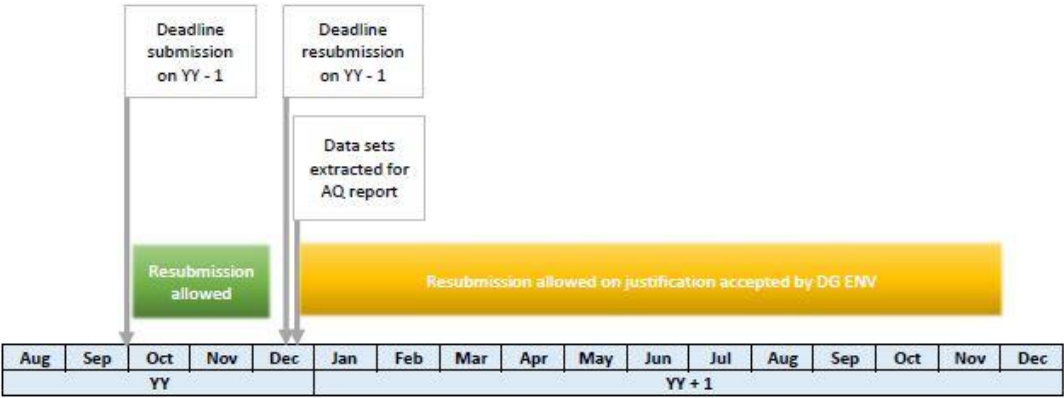 Deadline
submission
on YY - 1
Deadline
resubmission
on YY - 1
Data sets
extracted for
AQ report
Resubmission
allowed
Resubmission allowed on justification accepted by DG ENV
Aug Sep Oct Nov Dec Jan Feb Mar Apr May Jun Jul Aug Sep Oct Nov Dec
YY YY + 1